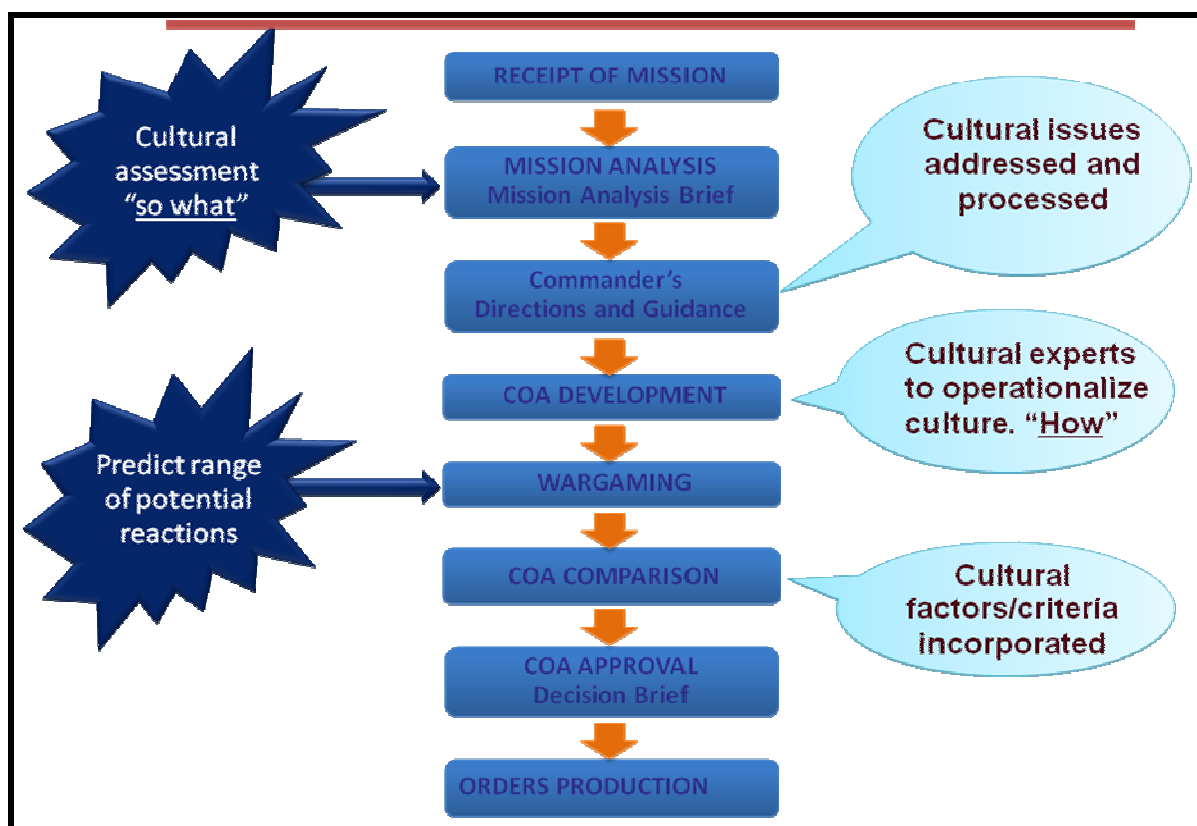 RECEIPT OF MISSION
Cultural
assessment
“so what”
MISSION ANALYSIS
Mission Analysis Brief
Cultural issues
addressed and
processed
Commander’s
Directions and Guidance
COA DEVELOPMENT
Cultural experts
to operationalize
culture. “How”
Predict range
of potential
reactions
WARGAMING
COA COMPARISON
Cultural
factors/criteria
incorporated
COA APPROVAL
Decision Brief
ORDERS PRODUCTION